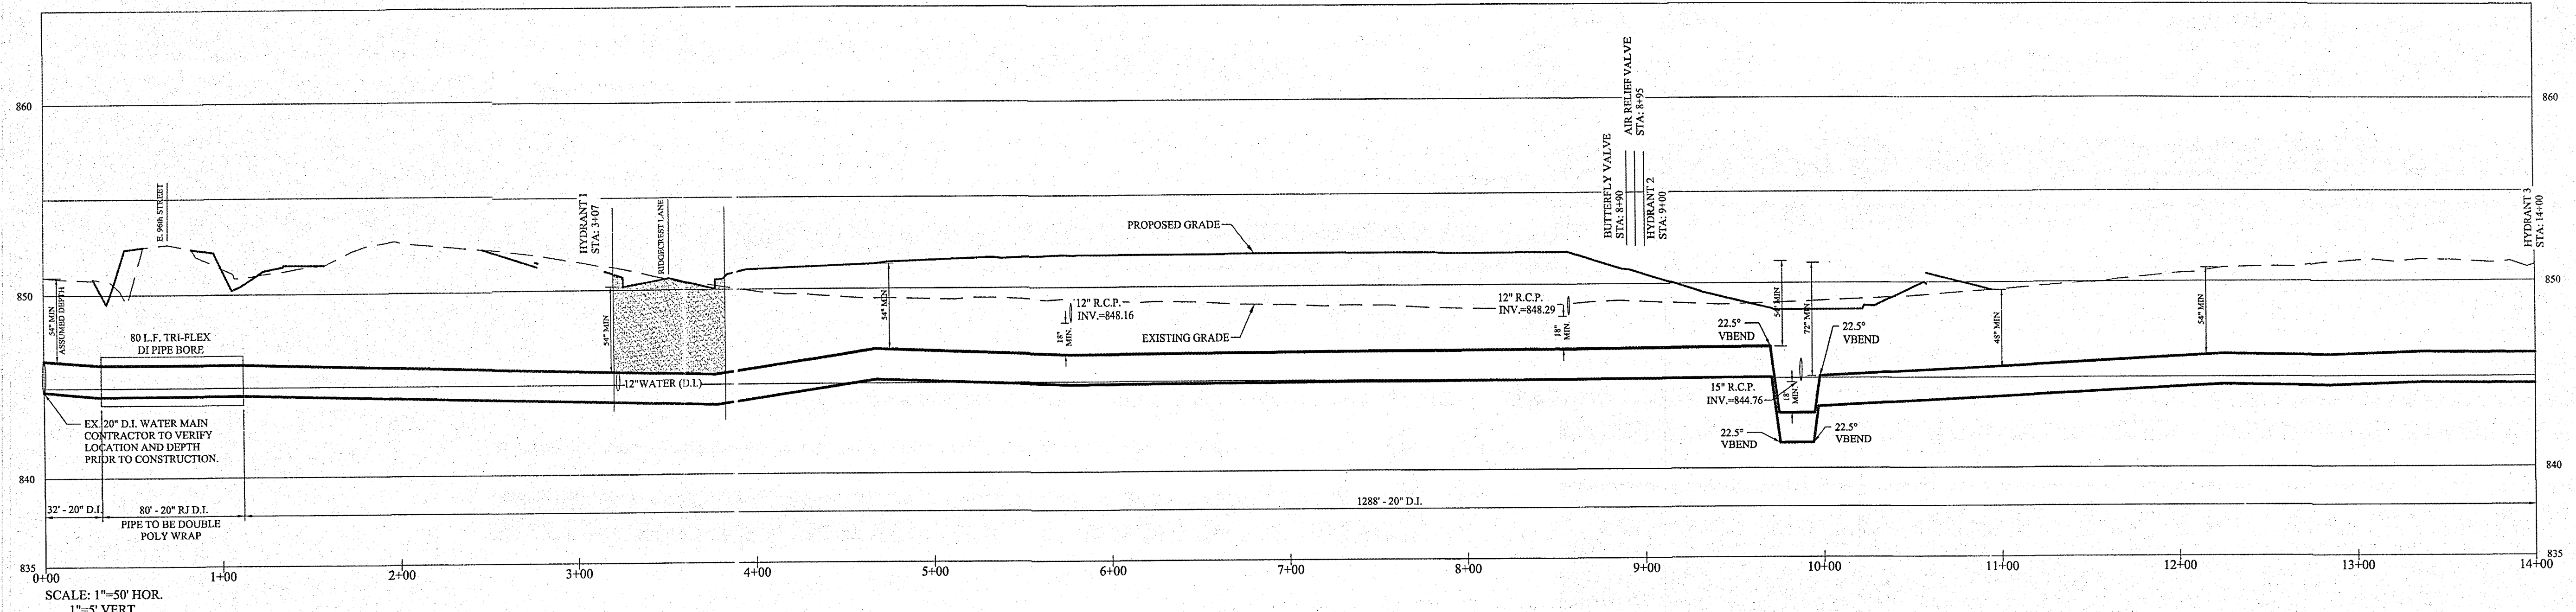 860
860
AIR RELIEF VALVE
STA: 8+95
BUTTERFLY VALVE
STA: 8+90
HYDRANT 2
STA: 9+00
E. 96th STREET
HYDRANT 1
STA: 3+07
RIDGECREST LANE
HYDRANT 3
STA: 14+00
PROPOSED GRADE
850
850
54" MIN
ASSUMED DEPTH
54" MIN
54" MIN
12" R.C.P.
INV.=848.16
18"
MIN.
EXISTING GRADE
12" R.C.P.
INV.=848.29
18"
MIN.
54" MIN
72" MIN
22.5°
VBEND
22.5°
VBEND
48" MIN
54" MIN
80 L.F. TRI-FLEX
DI PIPE BORE
12"WATER (D.I.)
15" R.C.P.
INV.=844.76
18"
MIN.
EX. 20" D.I. WATER MAIN
CONTRACTOR TO VERIFY
LOCATION AND DEPTH
PRIOR TO CONSTRUCTION.
22.5°
VBEND
22.5°
VBEND
840
840
32' - 20" D.I.
80' - 20" RJ D.I.
PIPE TO BE DOUBLE
POLY WRAP
1288' - 20" D.I.
835
835
0+00
1+00
2+00
3+00
4+00
5+00
6+00
7+00
8+00
9+00
10+00
11+00
12+00
13+00
14+00
SCALE: 1"=50' HOR.
1"=5' VERT